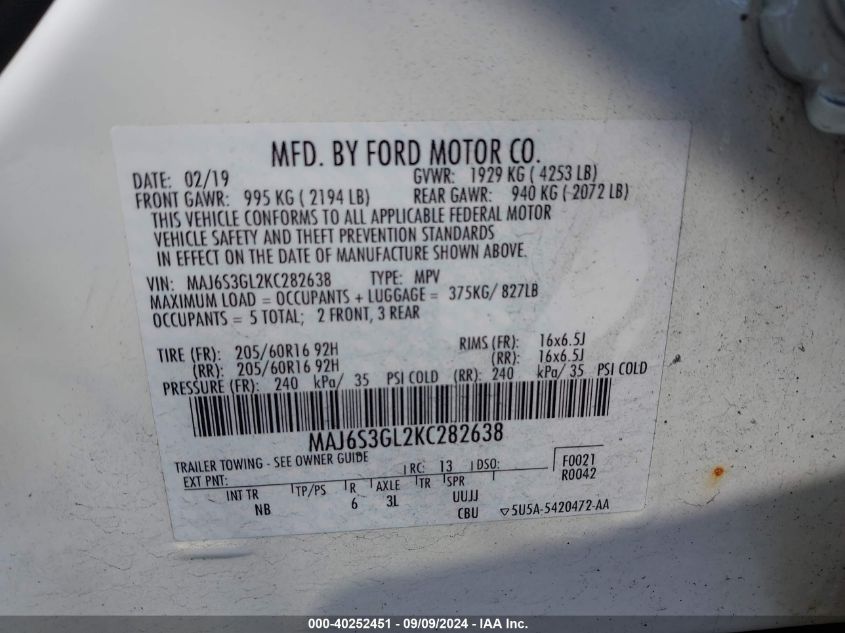 MFD. BY FORD MOTOR CO.
DATE: 02/19 GVWR: 1929 KG ( 4253 LB)
FRONT GAWR: 995 KG ( 2194 LB) REAR GAWR: 940 KG ( 2072 LB)
THIS VEHICLE CONFORMS TO ALL APPLICABLE FEDERAL MOTOR
VEHICLE SAFETY AND THEFT PREVENTION STANDARDS
IN EFFECT ON THE DATE OF MANUFACTURE SHOWN ABOVE.
VIN: MAJ6S3GL2KC282638 TYPE: MPV
MAXIMUM LOAD = OCCUPANTS + LUGGAGE = 375KG/ 827LB
OCCUPANTS = 5 TOTAL; 2 FRONT, 3 REAR
TIRE (FR): 205/60R16 92H RIMS (FR): 16x6.5J
(RR): 205/60R16 92H (RR): 16x6.5J
PRESSURE (FR): 240 kPa/ 35 PSI COLD (RR): 240 kPa/ 35 PSI COLD
MAJ6S3GL2KC282638
TRAILER TOWING - SEE OWNER GUIDE
EXT PNT: RC: 13 DSO: F0021
R0042
INT TR TP/PS R AXLE TR SPR
NB 6 3L UUJJ
CBU 5U5A-5420472-AA
000-40252451 - 09/09/2024 - IAA Inc.